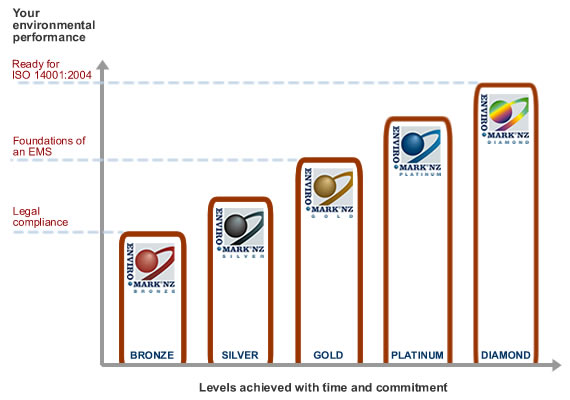 Your
environmental
performance
Ready for
ISO 14001:2004
Foundations of
an EMS
Legal
compliance
ENVIRO
MARK NZ
BRONZE
ENVIRO
MARK NZ
SILVER
ENVIRO
MARK NZ
GOLD
ENVIRO
MARK NZ
PLATINUM
ENVIRO
MARK NZ
DIAMOND
BRONZE
SILVER
GOLD
PLATINUM
DIAMOND
Levels achieved with time and commitment